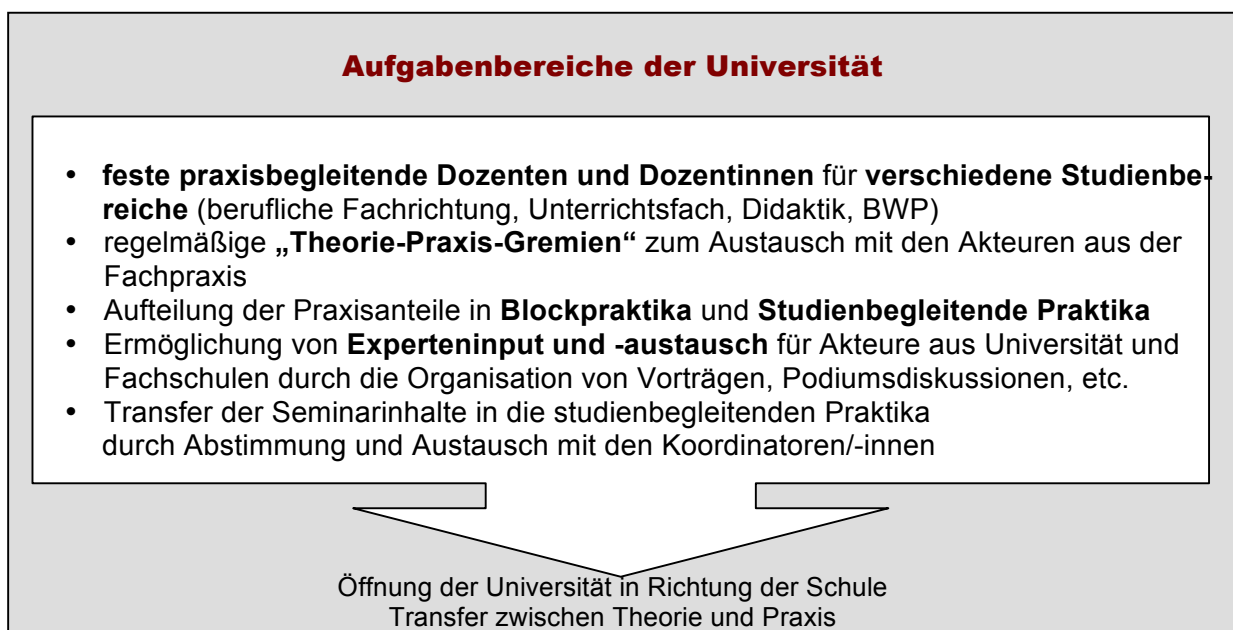 Aufgabenbereiche der Universität
• feste praxisbegleitende Dozenten und Dozentinnen für verschiedene Studienbe-
reiche (berufliche Fachrichtung, Unterrichtsfach, Didaktik, BWP)
• regelmäßige „Theorie-Praxis-Gremien“ zum Austausch mit den Akteuren aus der
Fachpraxis
• Aufteilung der Praxisanteile in Blockpraktika und Studienbegleitende Praktika
• Ermöglichung von Experteninput und -austausch für Akteure aus Universität und
Fachschulen durch die Organisation von Vorträgen, Podiumsdiskussionen, etc.
• Transfer der Seminarinhalte in die studienbegleitenden Praktika
durch Abstimmung und Austausch mit den Koordinatoren/-innen
Öffnung der Universität in Richtung der Schule
Transfer zwischen Theorie und Praxis